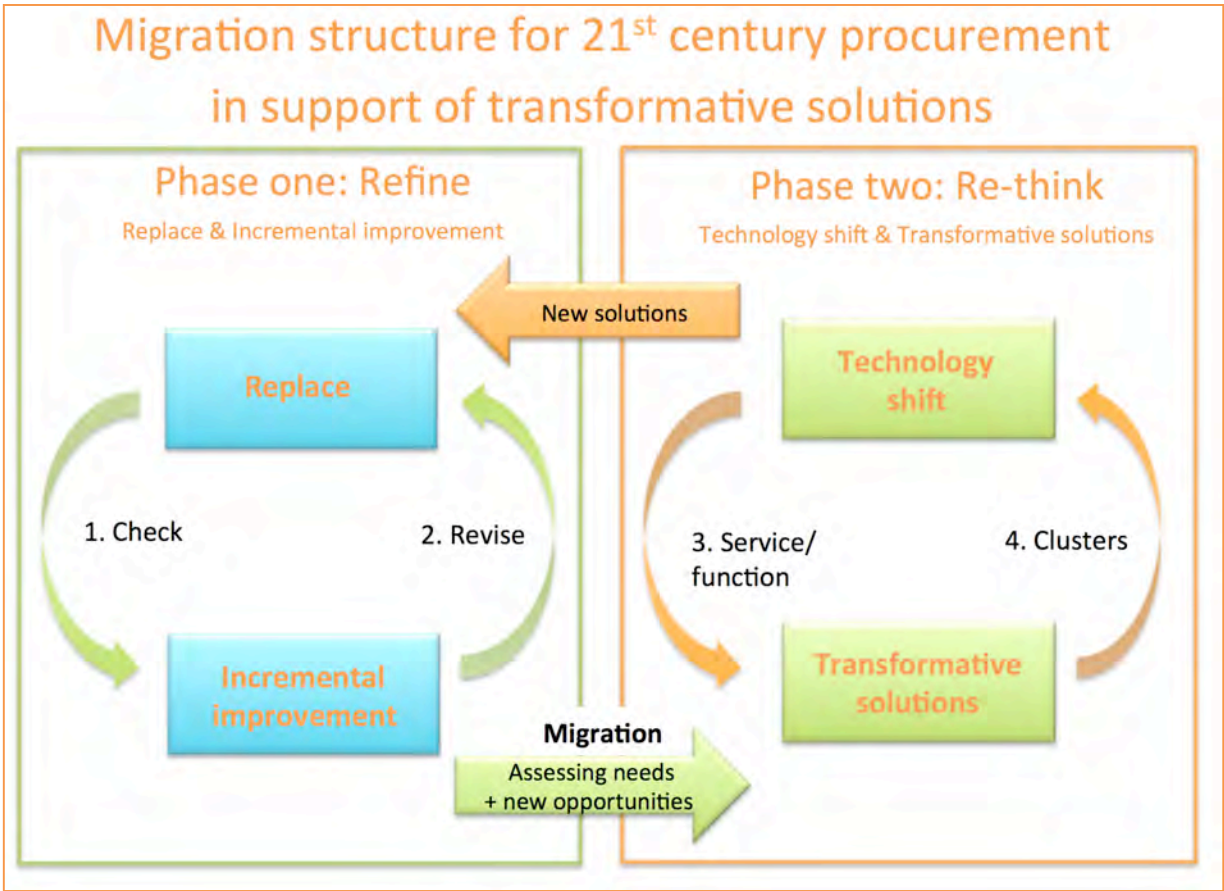 Migration structure for 21st century procurement
in support of transformative solutions
Phase one: Refine
Replace & Incremental improvement
Phase two: Re-think
Technology shift & Transformative solutions
New solutions
Replace
Technology
shift
1. Check
2. Revise
3. Service/
function
4. Clusters
Incremental
improvement
Transformative
solutions
Migration
Assessing needs
+ new opportunities